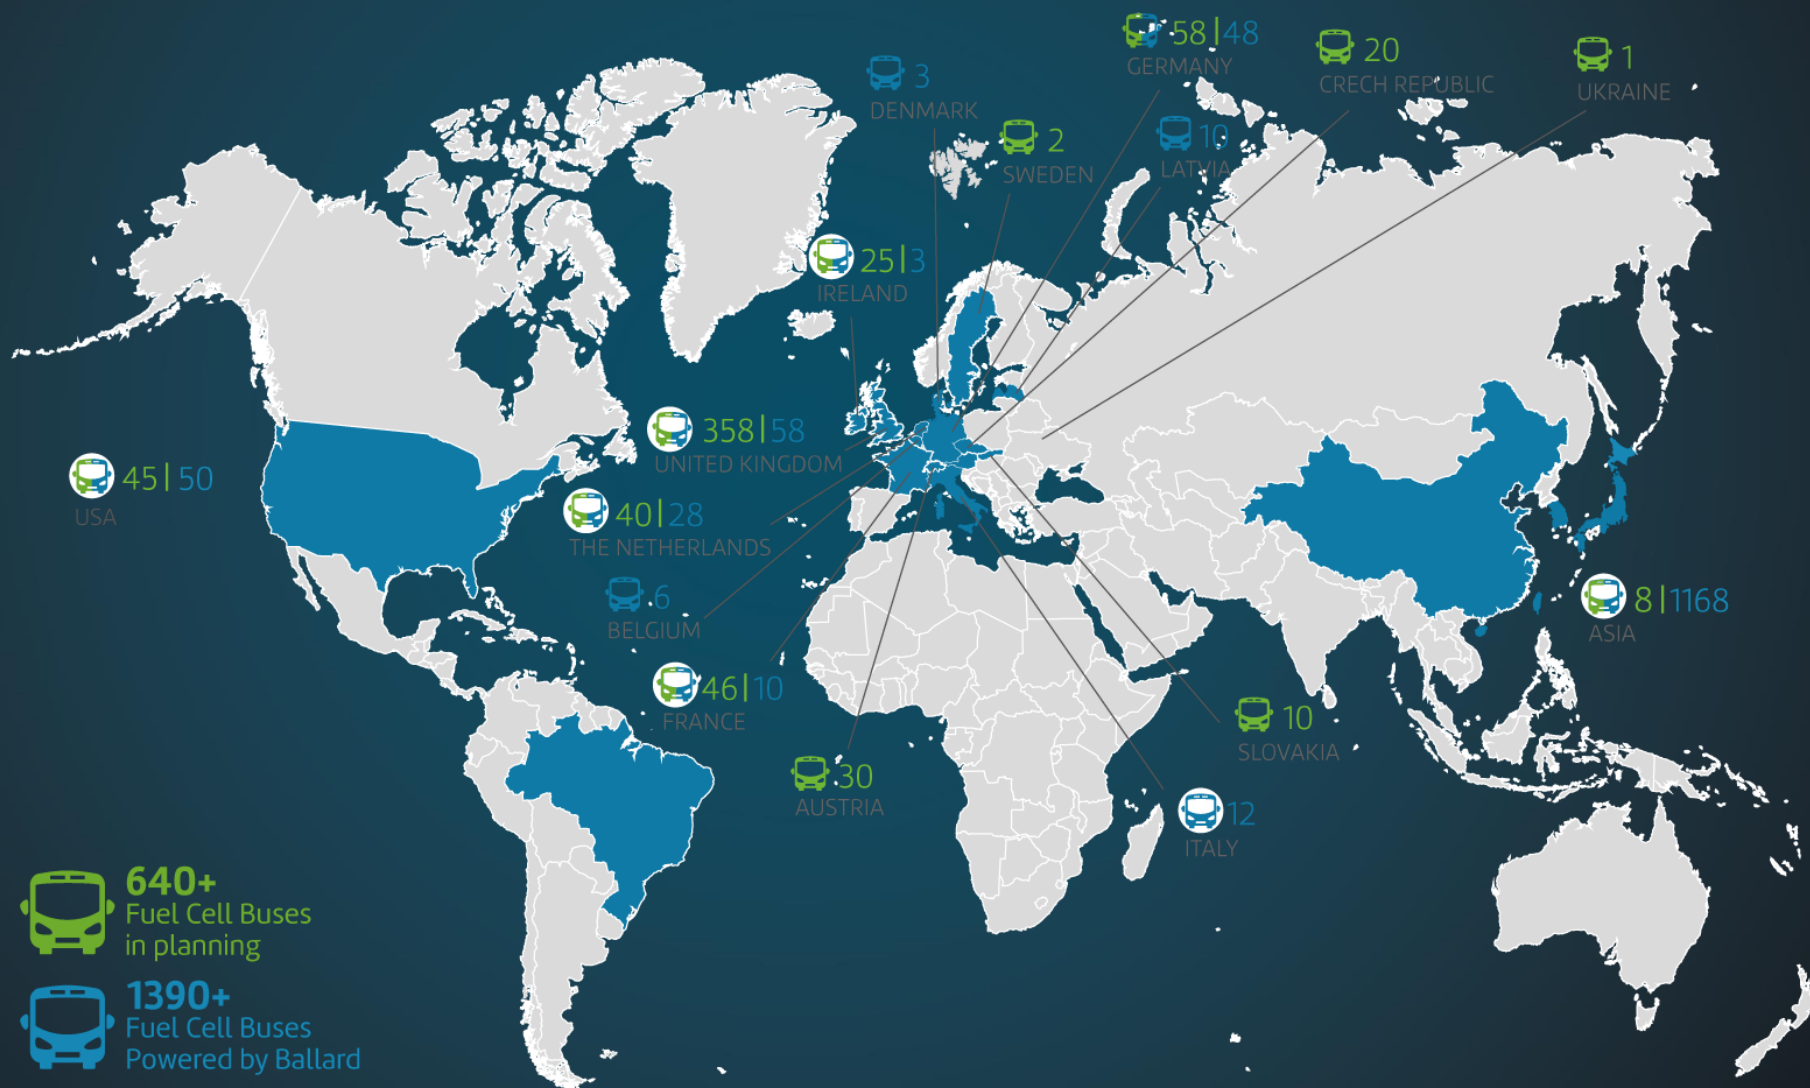 58|48
GERMANY
20
CRECH REPUBLIC
1
UKRAINE
3
DENMARK
2
SWEDEN
10
LATVIA
25|3
IRELAND
358|58
UNITED KINGDOM
45|50
USA
40|28
THE NETHERLANDS
6
BELGIUM
8|1168
ASIA
46|10
FRANCE
10
SLOVAKIA
30
AUSTRIA
12
ITALY
640+
Fuel Cell Buses
in planning
1390+
Fuel Cell Buses
Powered by Ballard